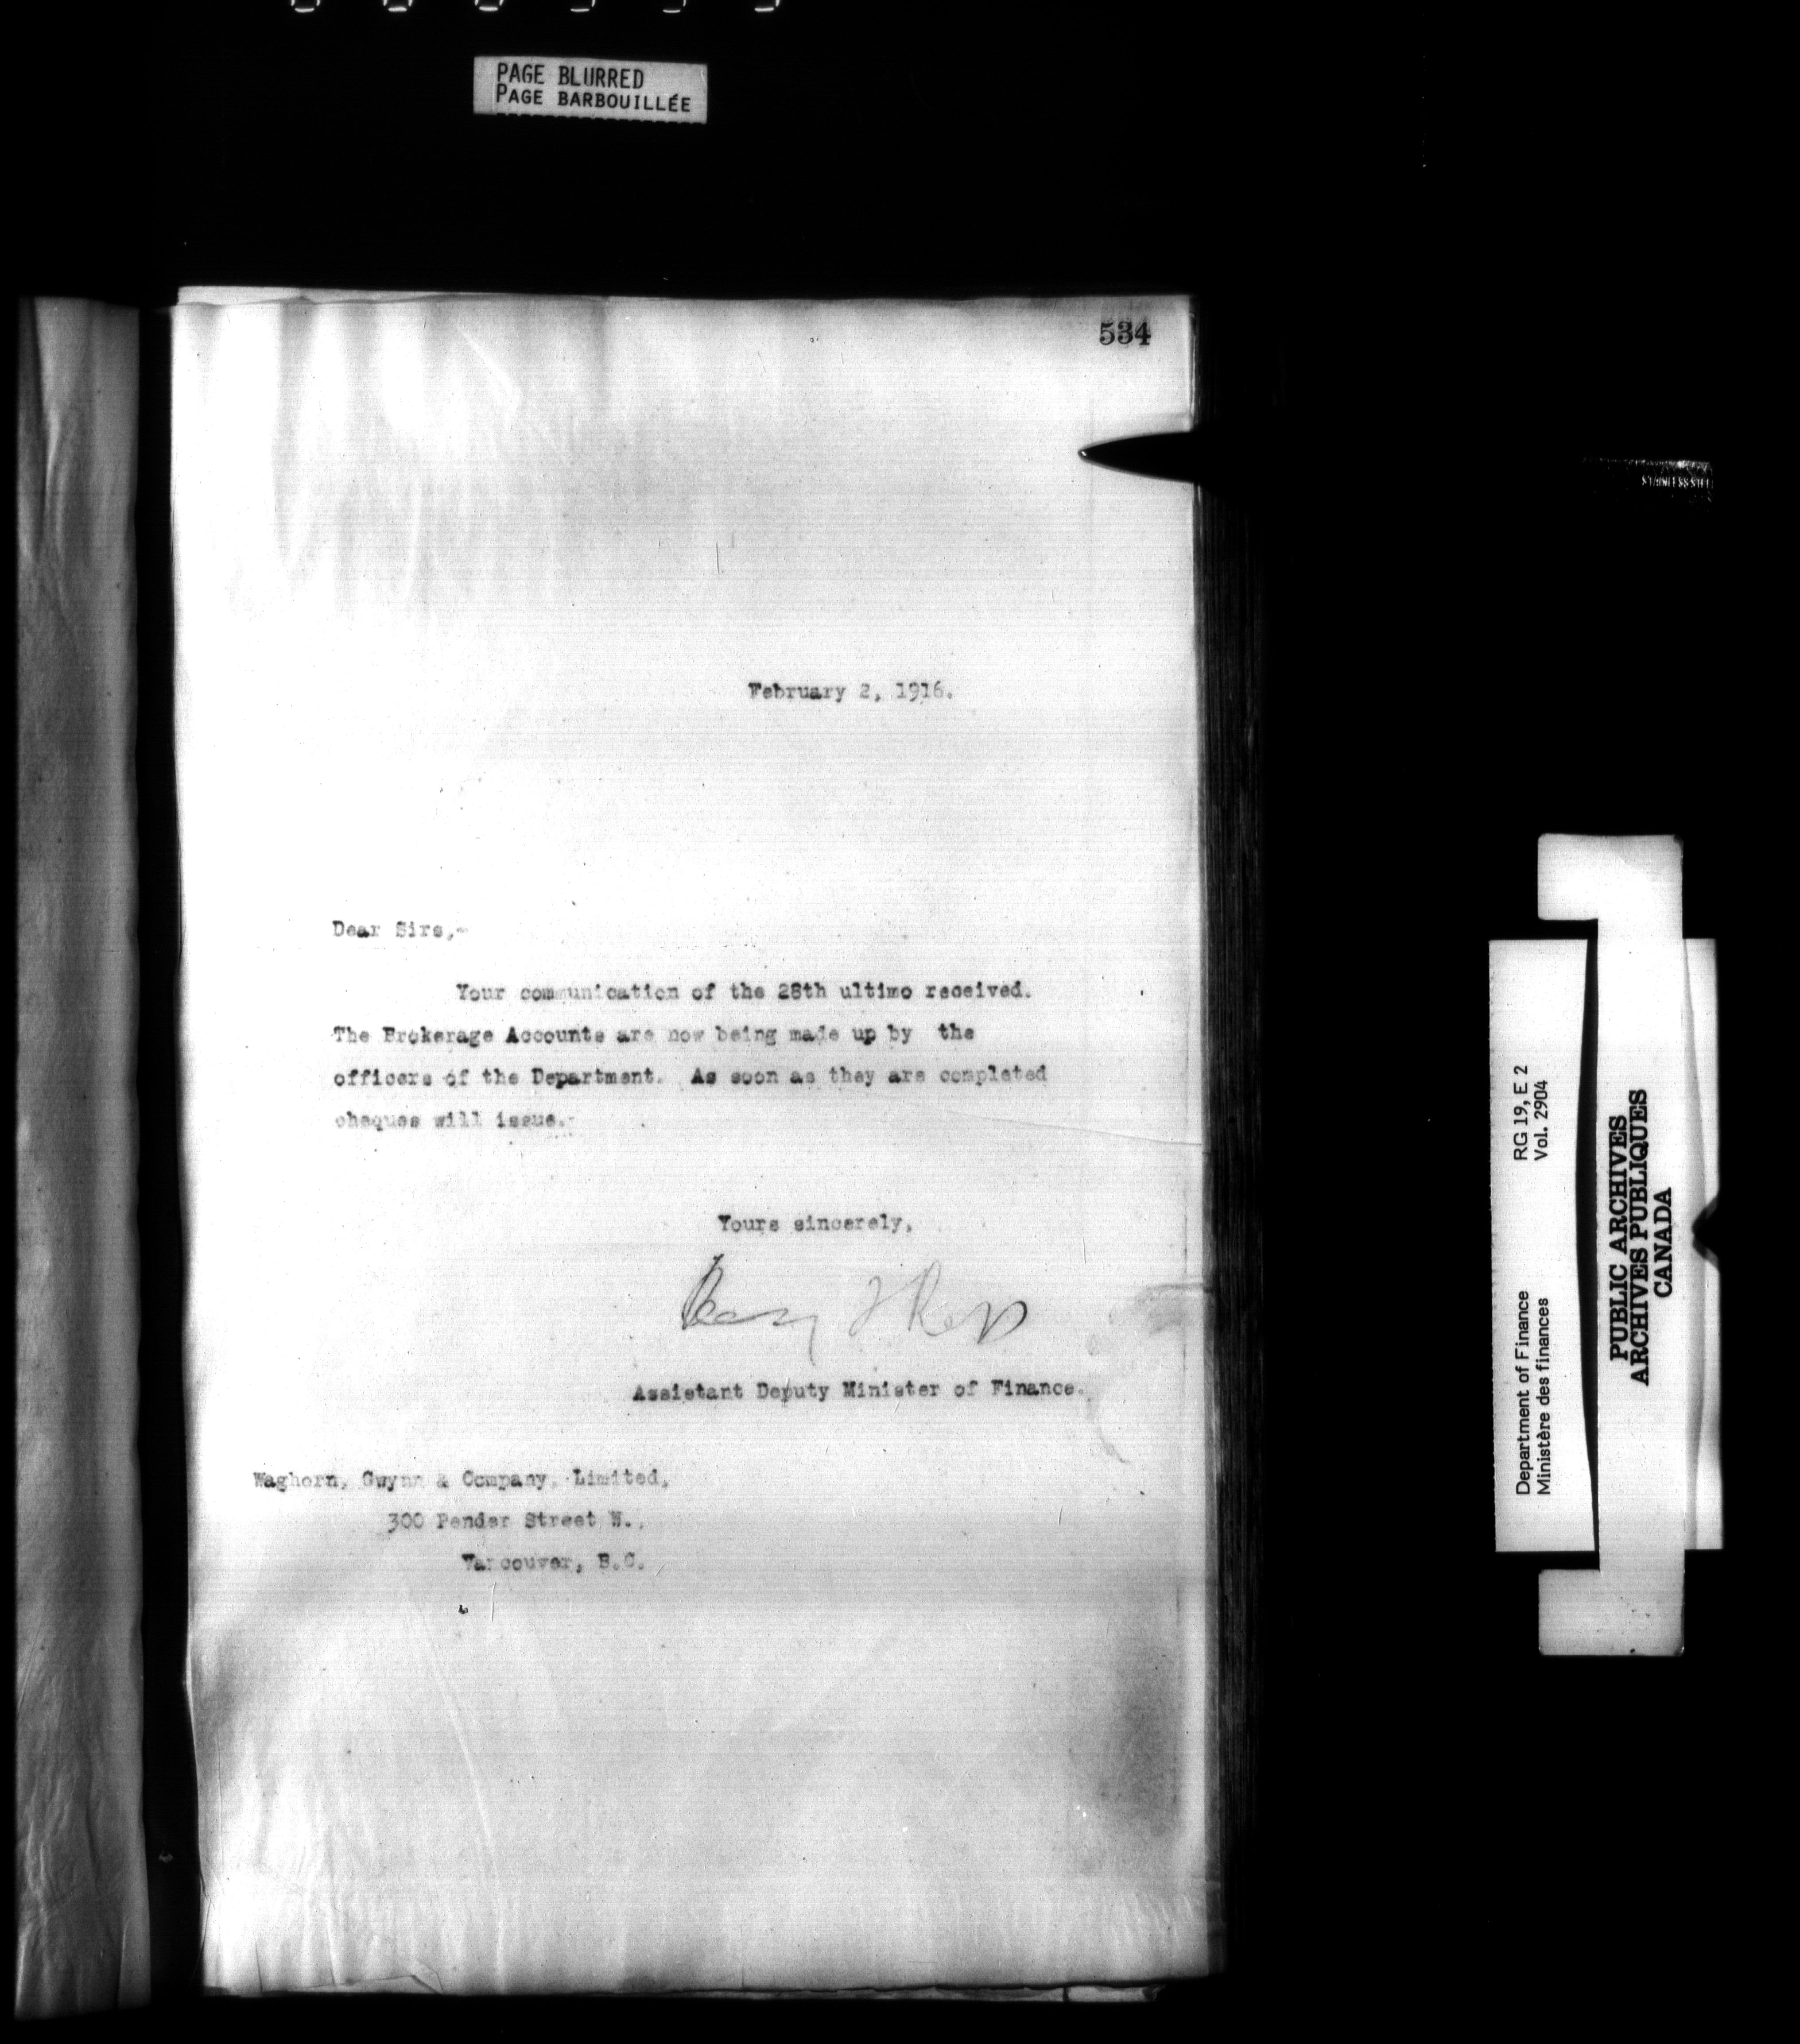 PAGE BLURRED
PAGE BARBOUILLÉE
534
February 2, 1916.
Dear Sirs,-
Your communication of the 28th ultimo received.
The Brokerage Accounts are now being made up by the
officers of the Department. As soon as they are completed
cheques will issue.-
Yours sincerely,
Assistant Deputy Minister of Finance.
Waghorn, Gwynn & Company, Limited,
300 Pender Street W.,
Vancouver, B.C.
Department of Finance RG 19, E 2
Ministère des finances Vol. 2904
PUBLIC ARCHIVES
ARCHIVES PUBLIQUES
CANADA